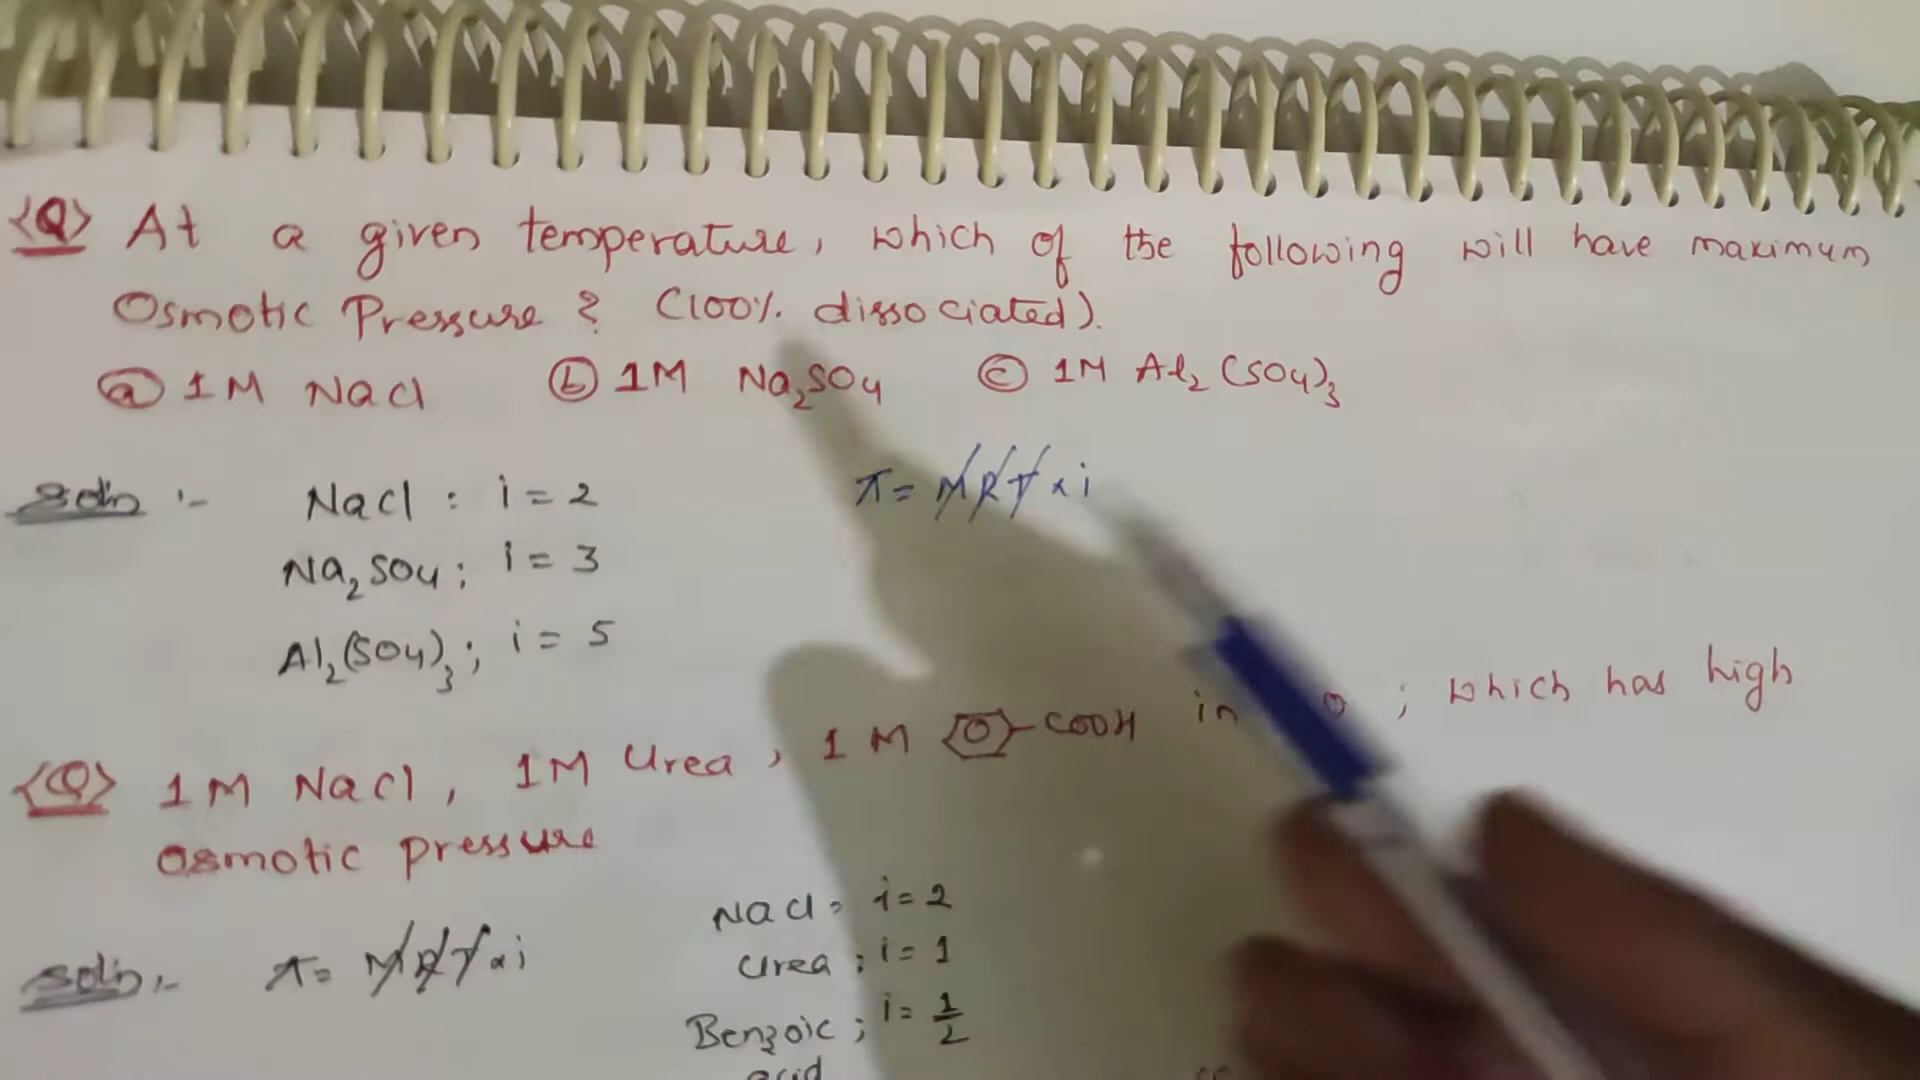 <Q> At a given temperature, which of the following will have maximum
Osmotic Pressure ? (100% dissociated).
ⓐ 1M NaCl ⓑ 1M Na₂SO₄ ⓒ 1M Al₂(SO₄)₃
Soln :- NaCl : i = 2 π = MRT x i
Na₂SO₄ ; i = 3
Al₂(SO₄)₃ ; i = 5
<Q> 1M NaCl, 1M Urea, 1M -COOH in ; which has high
Osmotic pressure
Soln :- π = MRT x i
NaCl : i = 2
Urea ; i = 1
Benzoic ; i = 1/2
acid